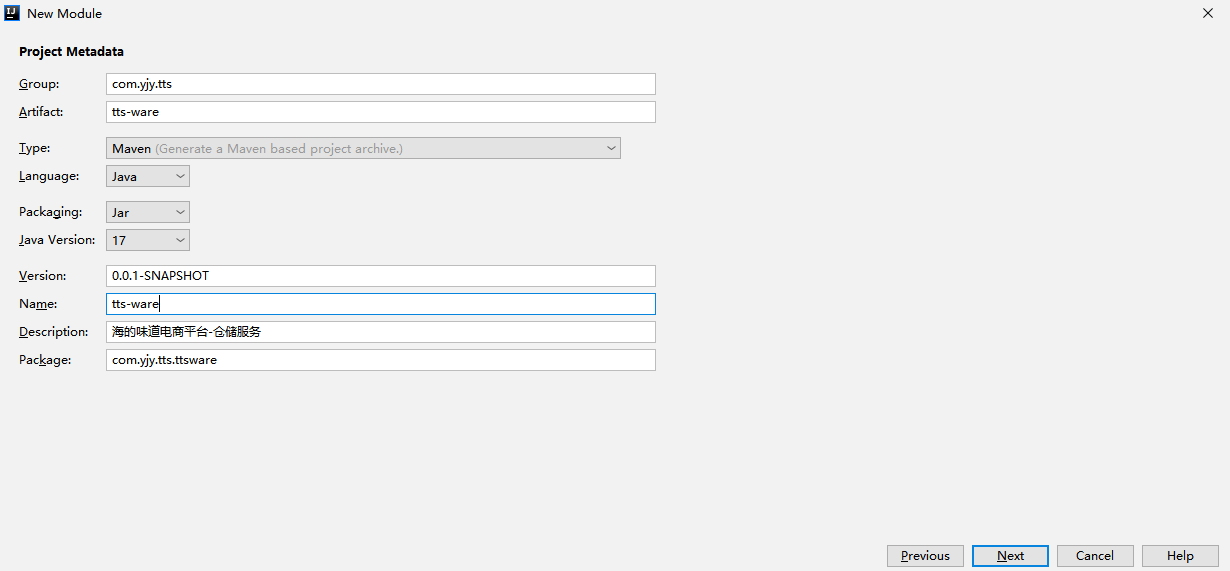 IJ New Module
Project Metadata
Group: com.yjy.tts
Artifact: tts-ware
Type: Maven (Generate a Maven based project archive.)
Language: Java
Packaging: Jar
Java Version: 17
Version: 0.0.1-SNAPSHOT
Name: tts-ware
Description: 海的味道电商平台-仓储服务
Package: com.yjy.tts.ttsware
Previous Next Cancel Help